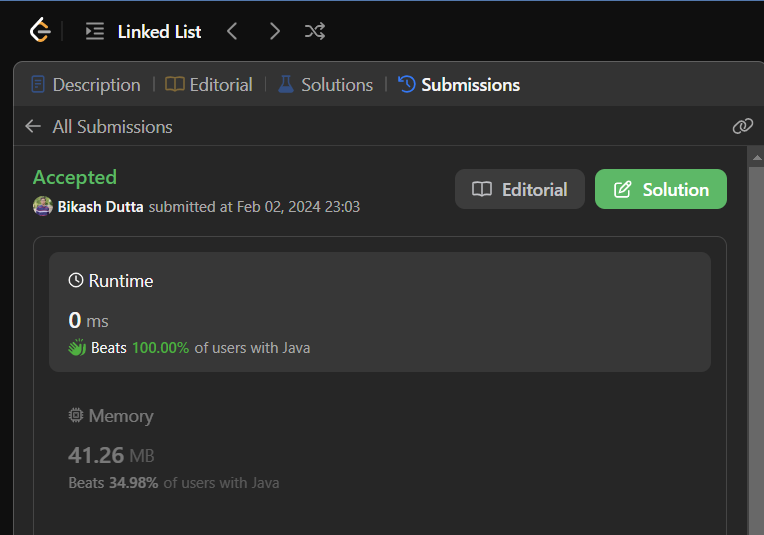 Linked List
Description
Editorial
Solutions
Submissions
All Submissions
Accepted
Bikash Dutta submitted at Feb 02, 2024 23:03
Editorial
Solution
Runtime
0 ms
Beats 100.00% of users with Java
Memory
41.26 MB
Beats 34.98% of users with Java